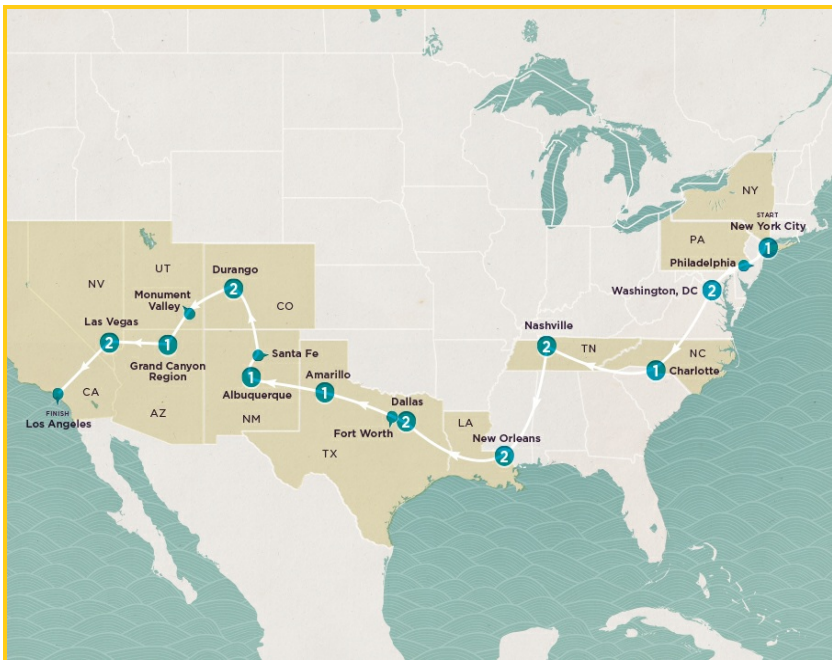 NY
START
New York City
1
PA
Philadelphia
Washington, DC
2
Nashville
2
TN
NC
1
Charlotte
LA
New Orleans
2
Dallas
2
Fort Worth
TX
Amarillo
1
Santa Fe
1
Albuquerque
NM
Durango
2
CO
UT
Monument
Valley
1
Grand Canyon
Region
AZ
NV
Las Vegas
2
CA
FINISH
Los Angeles